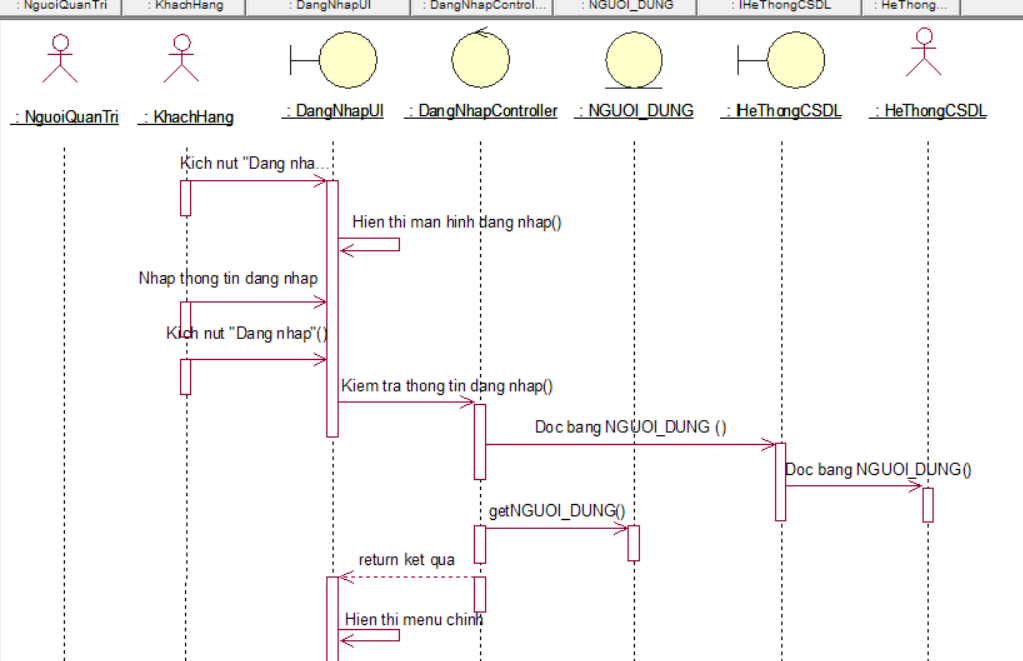 : NguoiQuanTri : KhachHang : DangNhapUI : DangNhapControl... : NGUOI_DUNG : IHeThongCSDL : HeThong...
: NguoiQuanTri : KhachHang : DangNhapUI : DangNhapController : NGUOI_DUNG : IHeThongCSDL : HeThongCSDL
Kich nut "Dang nha...
Hien thi man hinh dang nhap()
Nhap thong tin dang nhap
Kich nut "Dang nhap"()
Kiem tra thong tin dang nhap()
Doc bang NGUOI_DUNG ()
Doc bang NGUOI_DUNG()
getNGUOI_DUNG()
return ket qua
Hien thi menu chinh